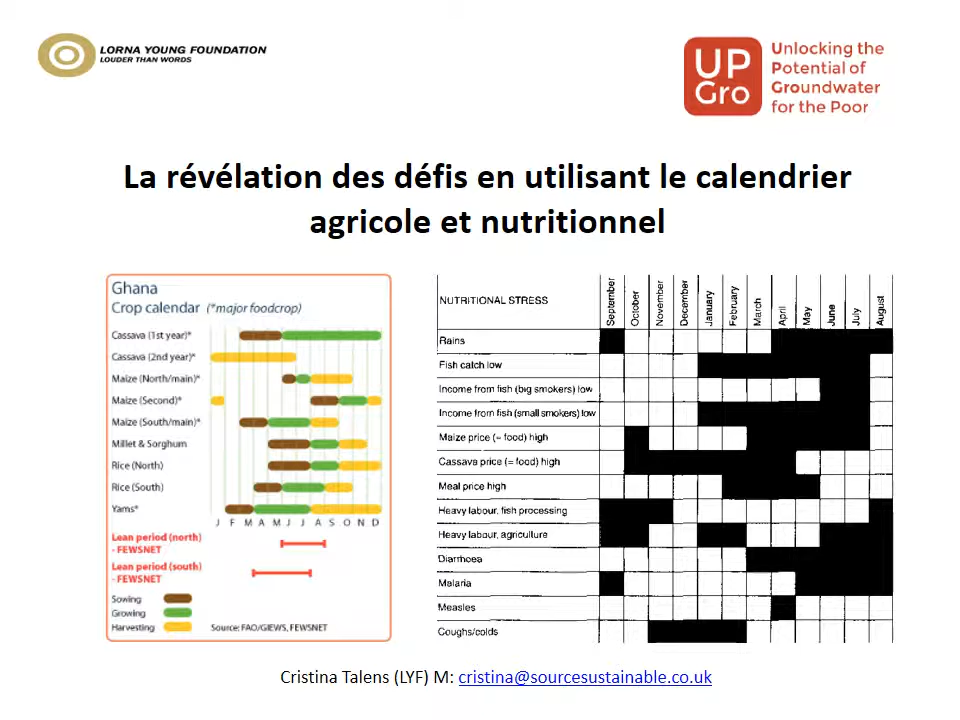 LORNA YOUNG FOUNDATION
LOUDER THAN WORDS
UP
Gro
Unlocking the
Potential of
Groundwater
for the Poor
La révélation des défis en utilisant le calendrier
agricole et nutritionnel
Ghana
Crop calendar (*major foodcrop)
Cassava (1st year)*
Cassava (2nd year)*
Maize (North/main)*
Maize (Second)*
Maize (South/main)*
Millet & Sorghum
Rice (North)
Rice (South)
Yams*
J F M A M J J A S O N D
Lean period (north)
- FEWSNET
Lean period (south)
- FEWSNET
Sowing
Growing
Harvesting
Source: FAO/GIEWS, FEWSNET
NUTRITIONAL STRESS
September
October
November
December
January
February
March
April
May
June
July
August
Rains
Fish catch low
Income from fish (big smokers) low
Income from fish (small smokers) low
Maize price (= food) high
Cassava price (= food) high
Meal price high
Heavy labour, fish processing
Heavy labour, agriculture
Diarrhoea
Malaria
Measles
Coughs/colds
Cristina Talens (LYF) M: cristina@sourcesustainable.co.uk